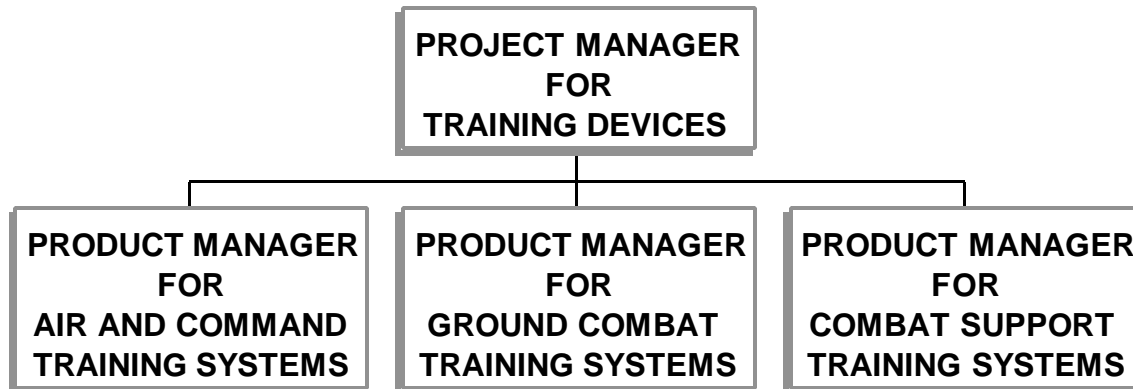 PROJECT MANAGER
FOR
TRAINING DEVICES
PRODUCT MANAGER
FOR
AIR AND COMMAND
TRAINING SYSTEMS
PRODUCT MANAGER
FOR
GROUND COMBAT
TRAINING SYSTEMS
PRODUCT MANAGER
FOR
COMBAT SUPPORT
TRAINING SYSTEMS